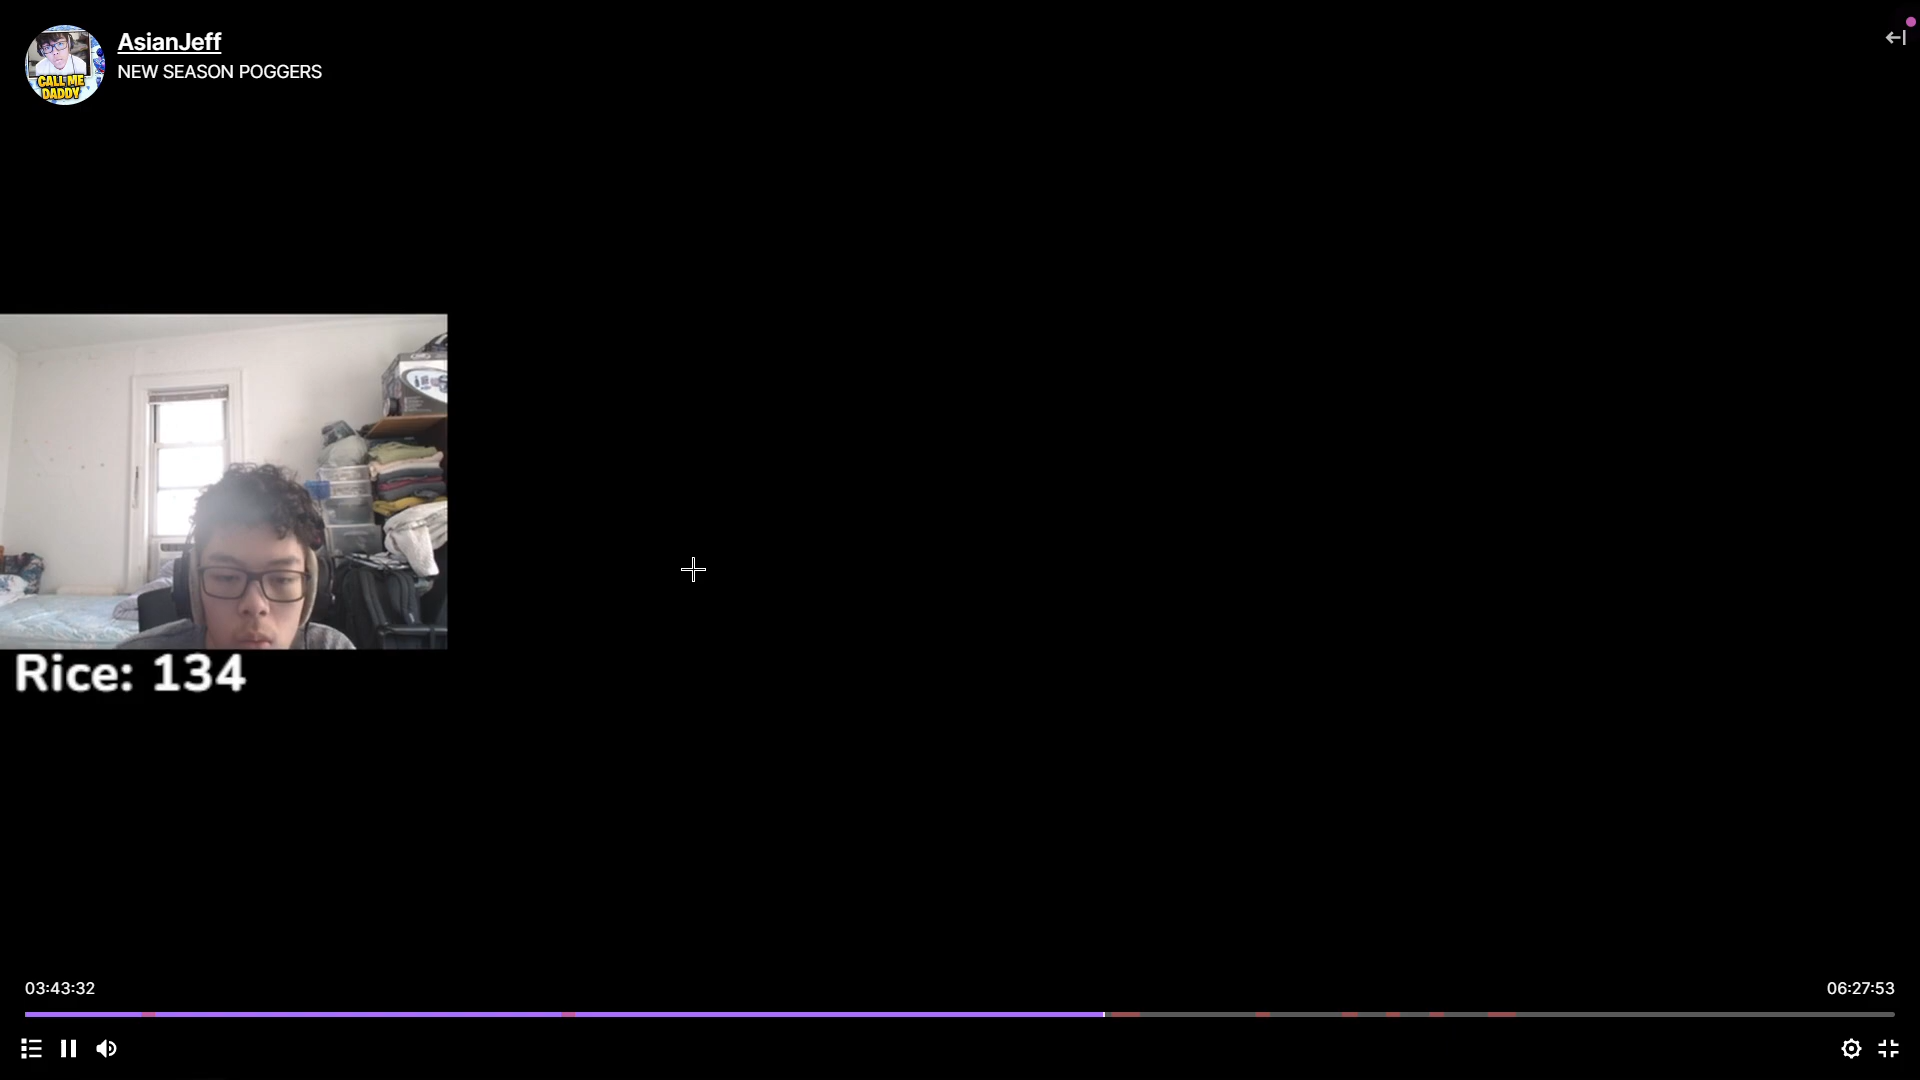 AsianJeff
NEW SEASON POGGERS
CALL ME
DADDY
Rice: 134
03:43:32
06:27:53